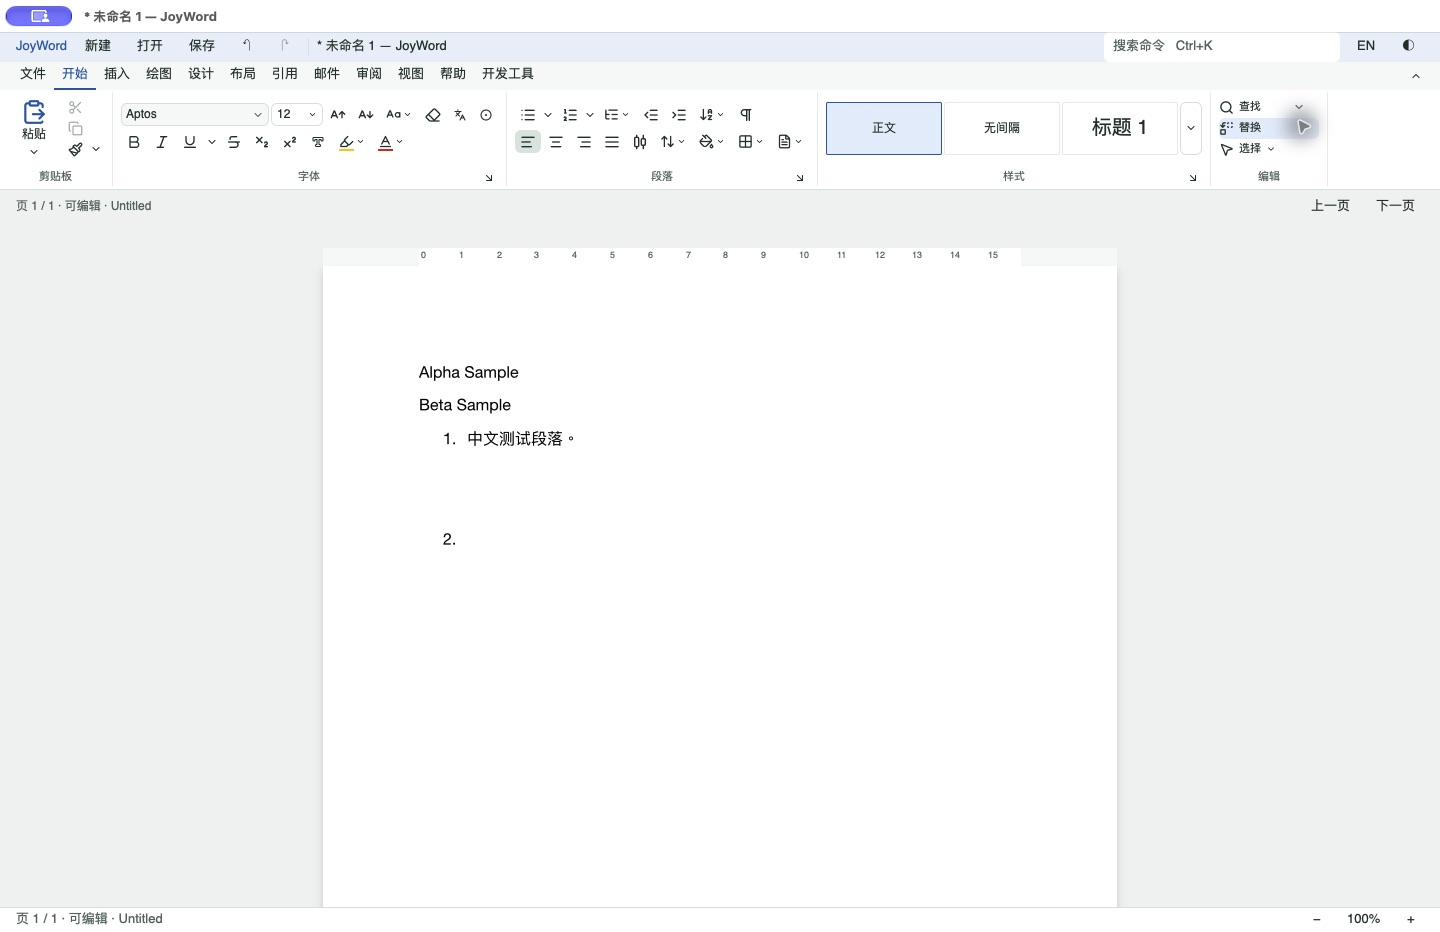 * 未命名 1 — JoyWord
JoyWord 新建 打开 保存 * 未命名 1 — JoyWord 搜索命令 Ctrl+K EN
文件 开始 插入 绘图 设计 布局 引用 邮件 审阅 视图 帮助 开发工具
粘贴
剪贴板
Aptos 12
字体
段落
正文 无间隔 标题 1
样式
查找
替换
选择
编辑
页 1 / 1 · 可编辑 · Untitled 上一页 下一页
0 1 2 3 4 5 6 7 8 9 10 11 12 13 14 15
Alpha Sample
Beta Sample
1. 中文测试段落。
2.
页 1 / 1 · 可编辑 · Untitled − 100% +